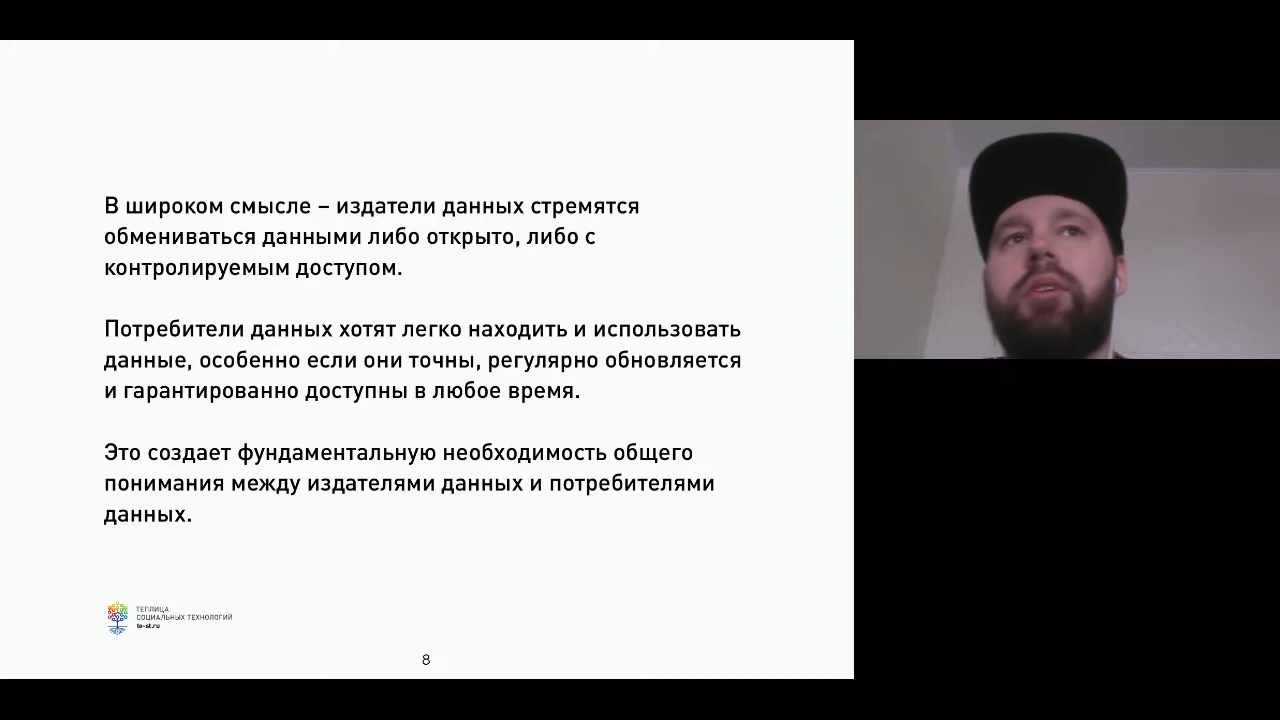 В широком смысле – издатели данных стремятся
обмениваться данными либо открыто, либо с
контролируемым доступом.
Потребители данных хотят легко находить и использовать
данные, особенно если они точны, регулярно обновляется
и гарантированно доступны в любое время.
Это создает фундаментальную необходимость общего
понимания между издателями данных и потребителями
данных.
ТЕПЛИЦА
СОЦИАЛЬНЫХ ТЕХНОЛОГИЙ
te-st.ru
8